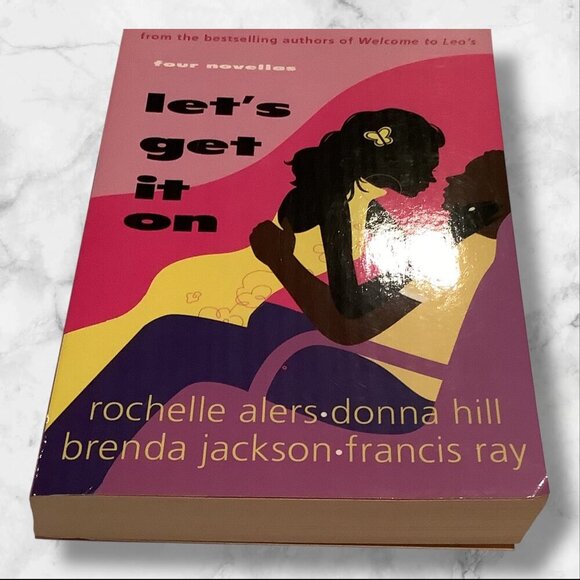 from the bestselling authors of Welcome to Leo's
four novellas
let's
get
it
on
rochelle alers•donna hill
brenda jackson•francis ray